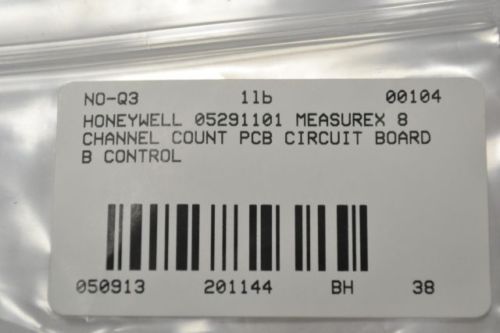 NO-Q3 1lb 00104
HONEYWELL 05291101 MEASUREX 8
CHANNEL COUNT PCB CIRCUIT BOARD
B CONTROL
050913 201144 BH 38